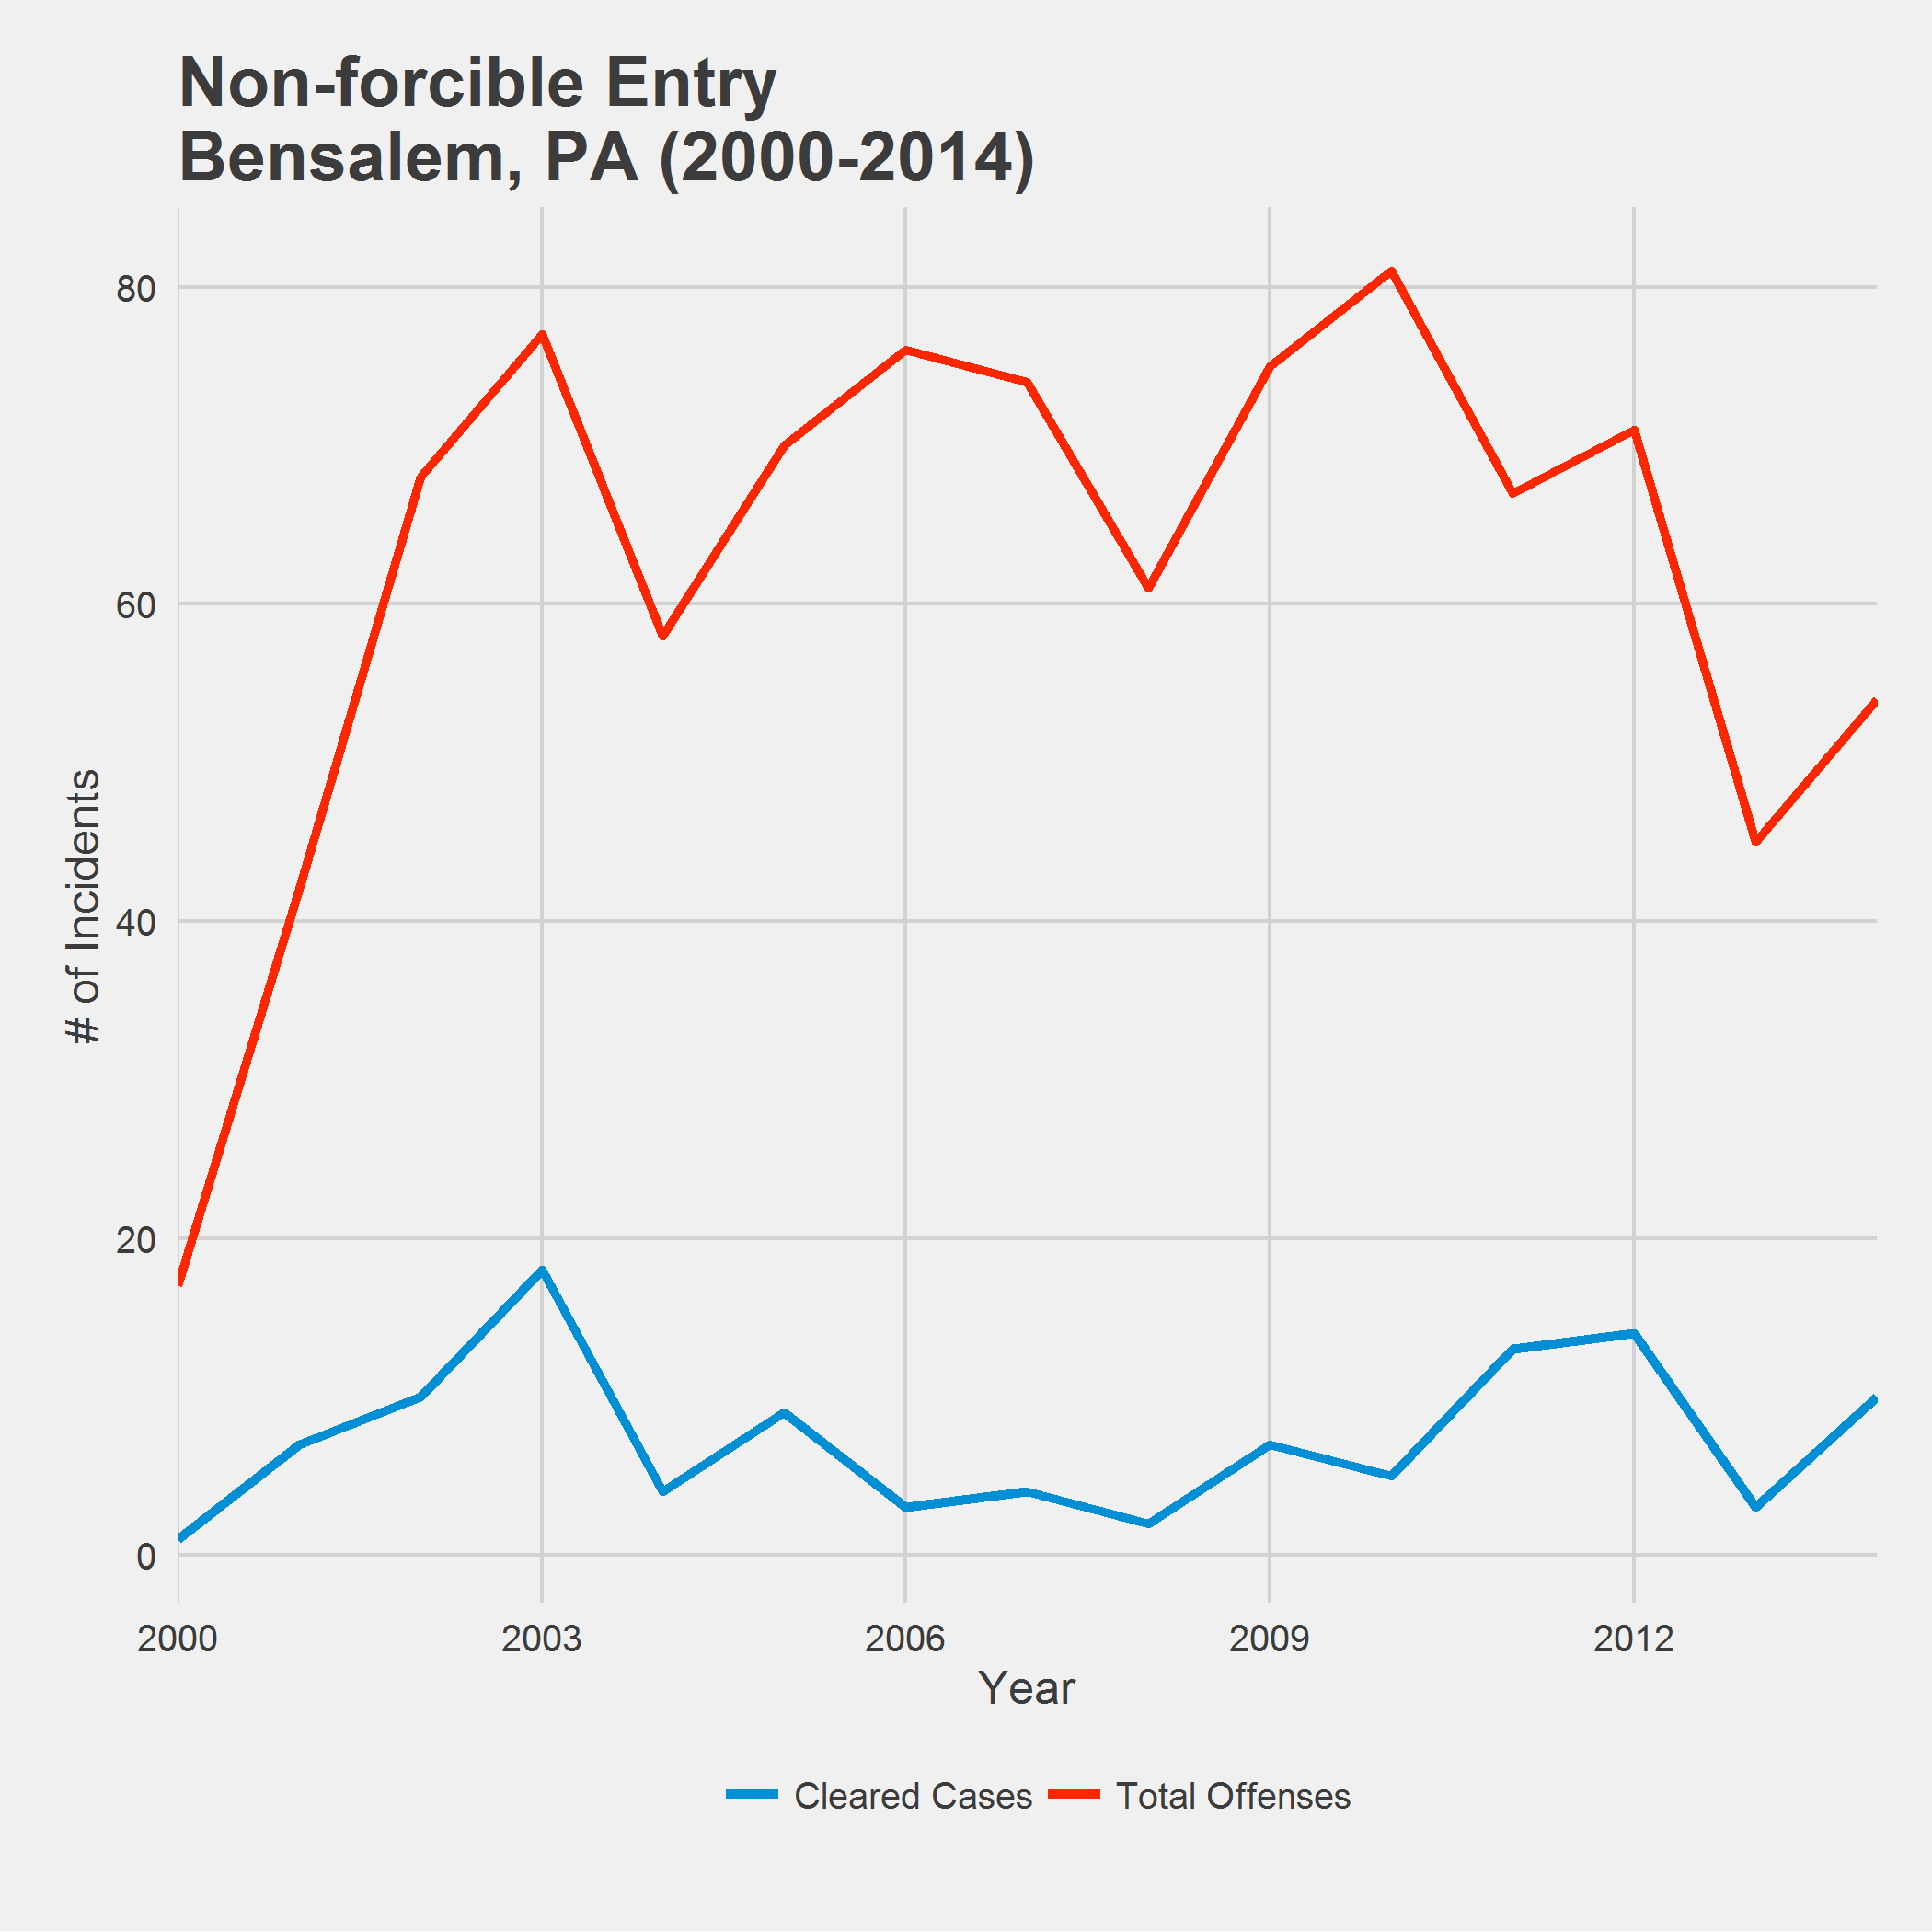 Non-forcible Entry
Bensalem, PA (2000-2014)
80
60
40
20
0
# of Incidents
2000 2003 2006 2009 2012
Year
Cleared Cases Total Offenses